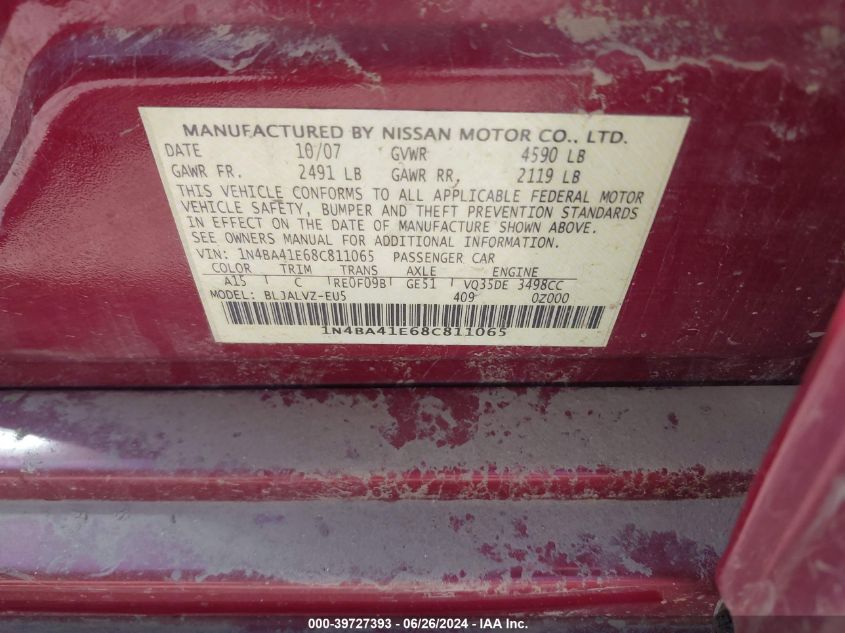 MANUFACTURED BY NISSAN MOTOR CO., LTD.
DATE 10/07 GVWR 4590 LB
GAWR FR. 2491 LB GAWR RR, 2119 LB
THIS VEHICLE CONFORMS TO ALL APPLICABLE FEDERAL MOTOR
VEHICLE SAFETY, BUMPER AND THEFT PREVENTION STANDARDS
IN EFFECT ON THE DATE OF MANUFACTURE SHOWN ABOVE.
SEE OWNERS MANUAL FOR ADDITIONAL INFORMATION.
VIN: 1N4BA41E68C811065 PASSENGER CAR
COLOR TRIM TRANS AXLE ENGINE
A15 C RE0F09B GE51 VQ35DE 3498CC
MODEL: BLJALVZ-EU5 409 0Z000
1N4BA41E68C811065
000-39727393 - 06/26/2024 - IAA Inc.